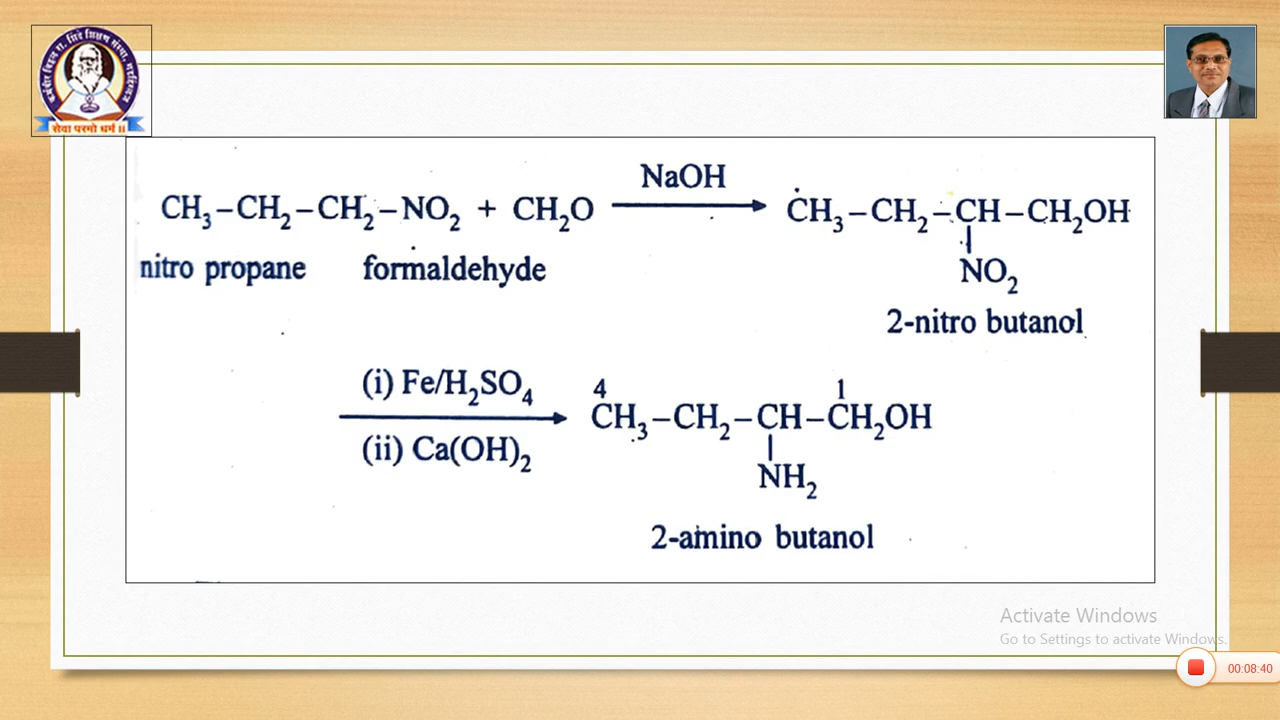 सेवा परमो धर्म ॥
NaOH
CH₃–CH₂–CH₂–NO₂ + CH₂O CH₃–CH₂–CH–CH₂OH
nitro propane formaldehyde
NO₂
2-nitro butanol
(i) Fe/H₂SO₄
4 1
CH₃–CH₂–CH–CH₂OH
(ii) Ca(OH)₂
NH₂
2-amino butanol
Activate Windows
Go to Settings to activate Windows.
00:08:40